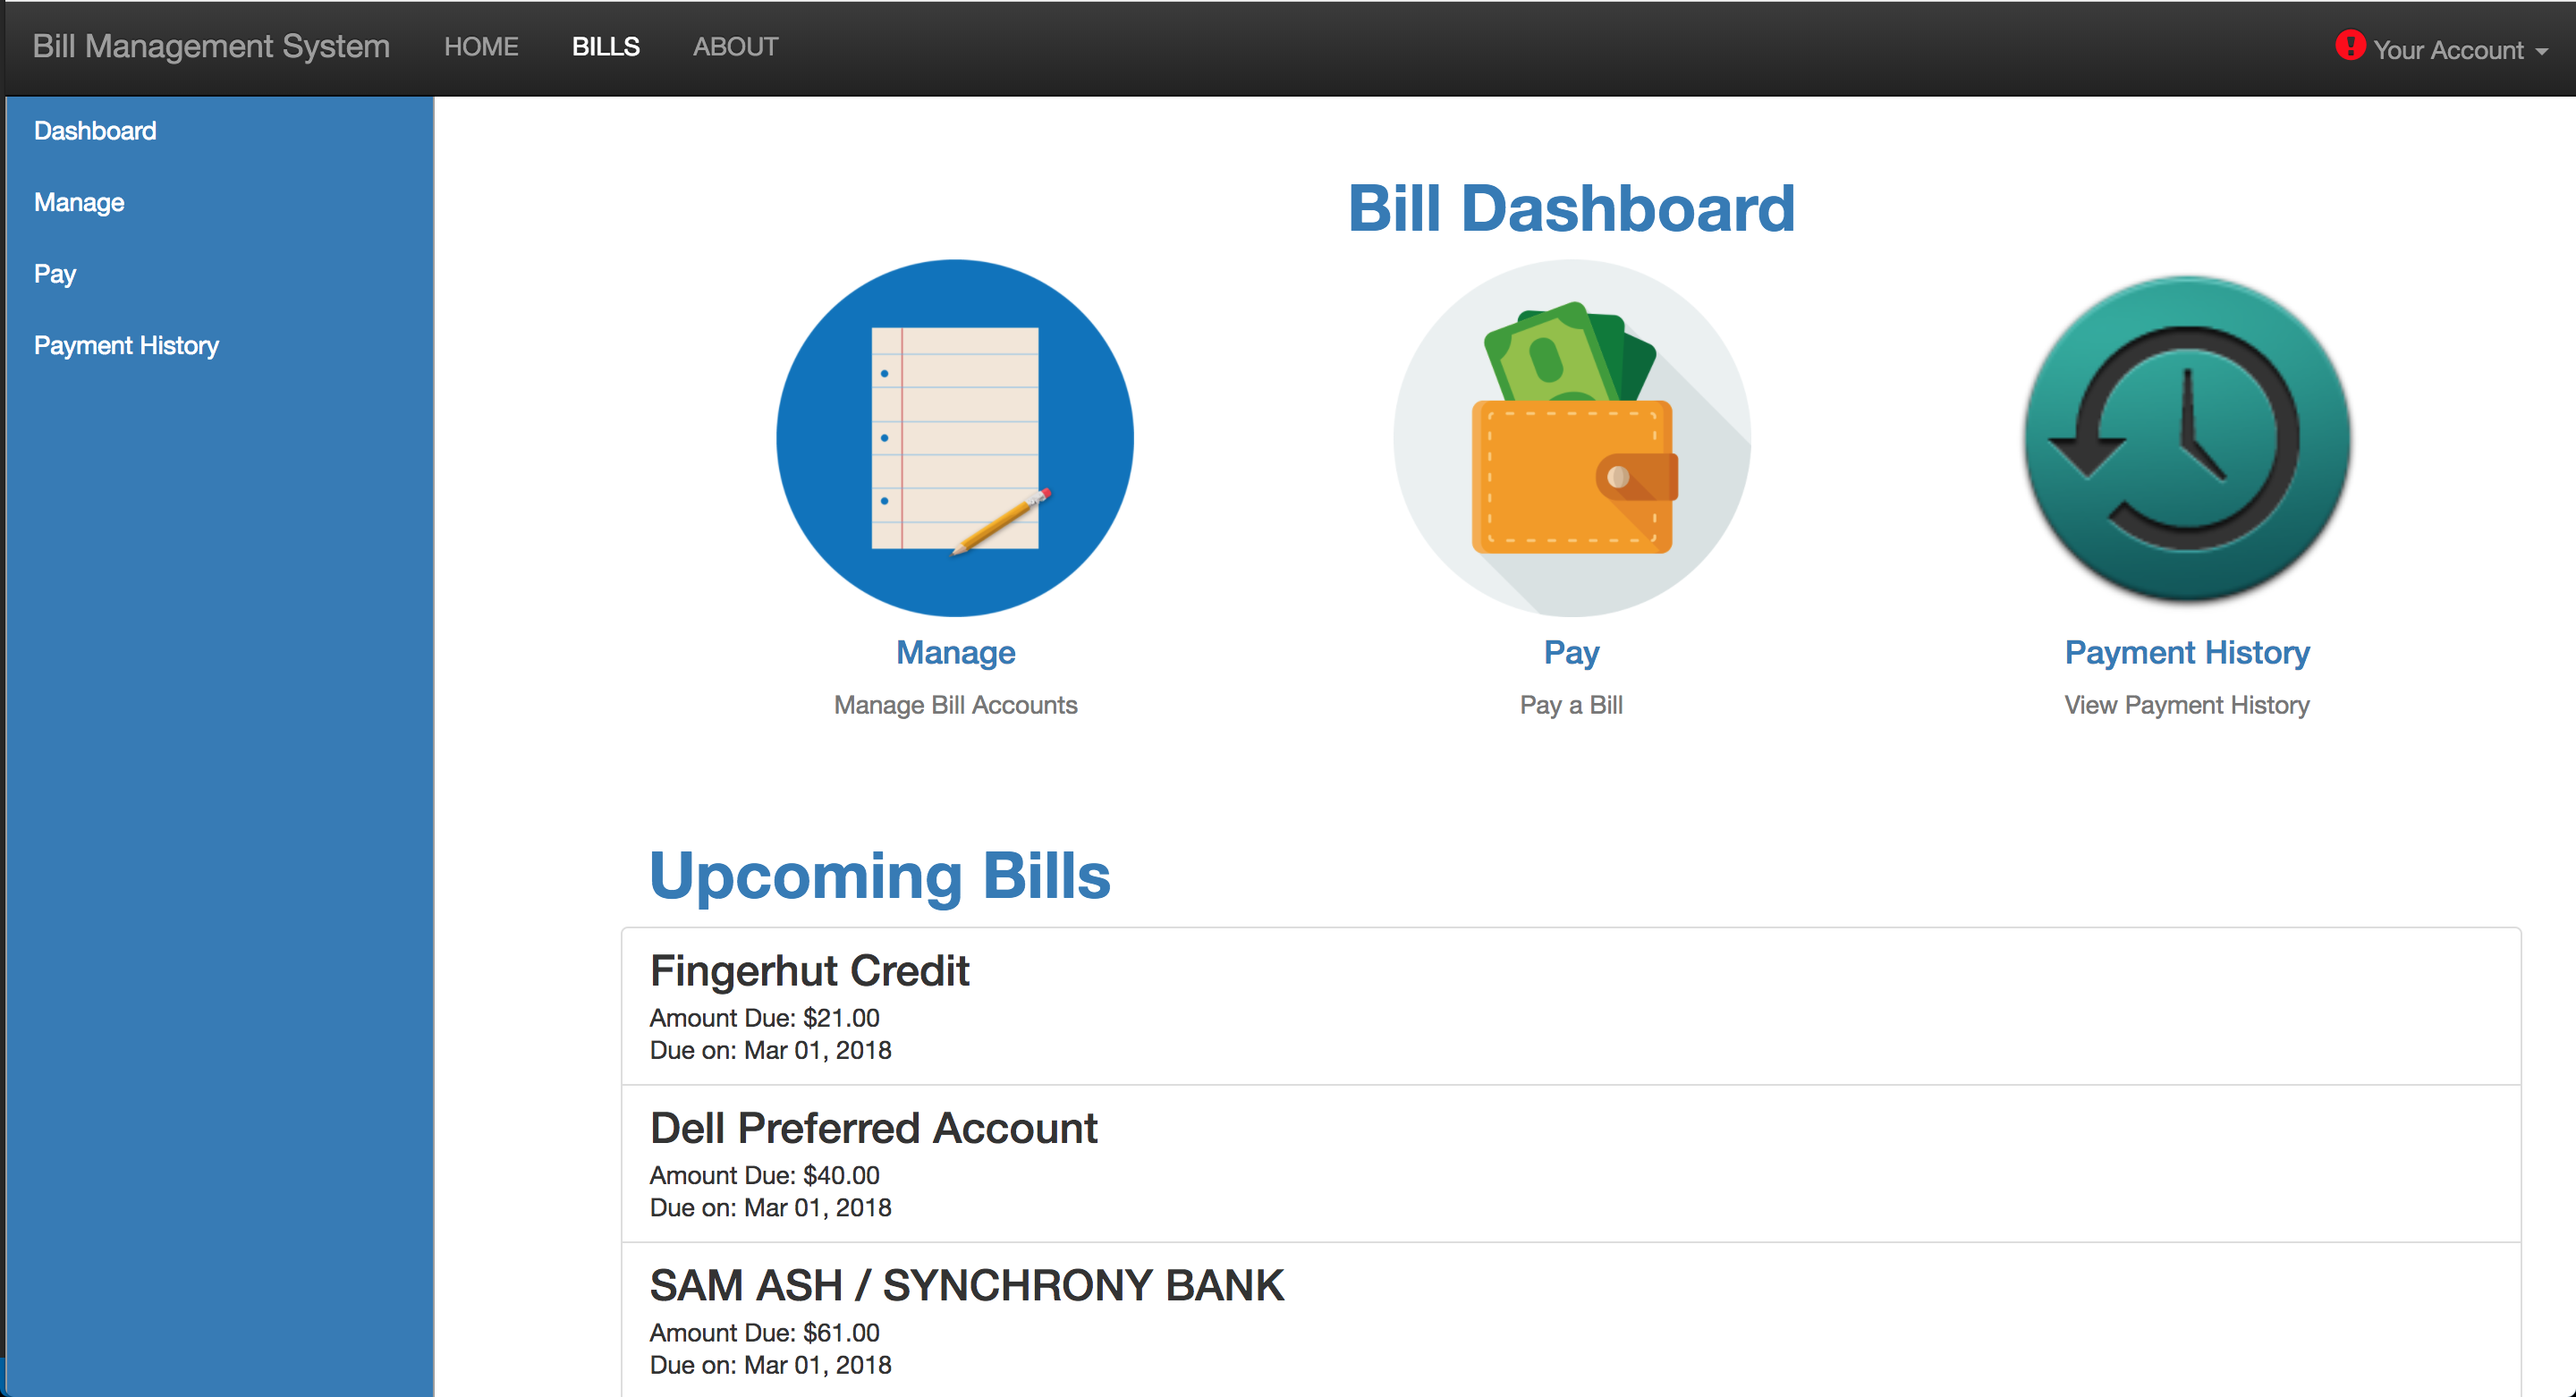 Bill Management System HOME BILLS ABOUT Your Account
Dashboard
Manage
Pay
Payment History
Bill Dashboard
Manage
Manage Bill Accounts
Pay
Pay a Bill
Payment History
View Payment History
Upcoming Bills
Fingerhut Credit
Amount Due: $21.00
Due on: Mar 01, 2018
Dell Preferred Account
Amount Due: $40.00
Due on: Mar 01, 2018
SAM ASH / SYNCHRONY BANK
Amount Due: $61.00
Due on: Mar 01, 2018